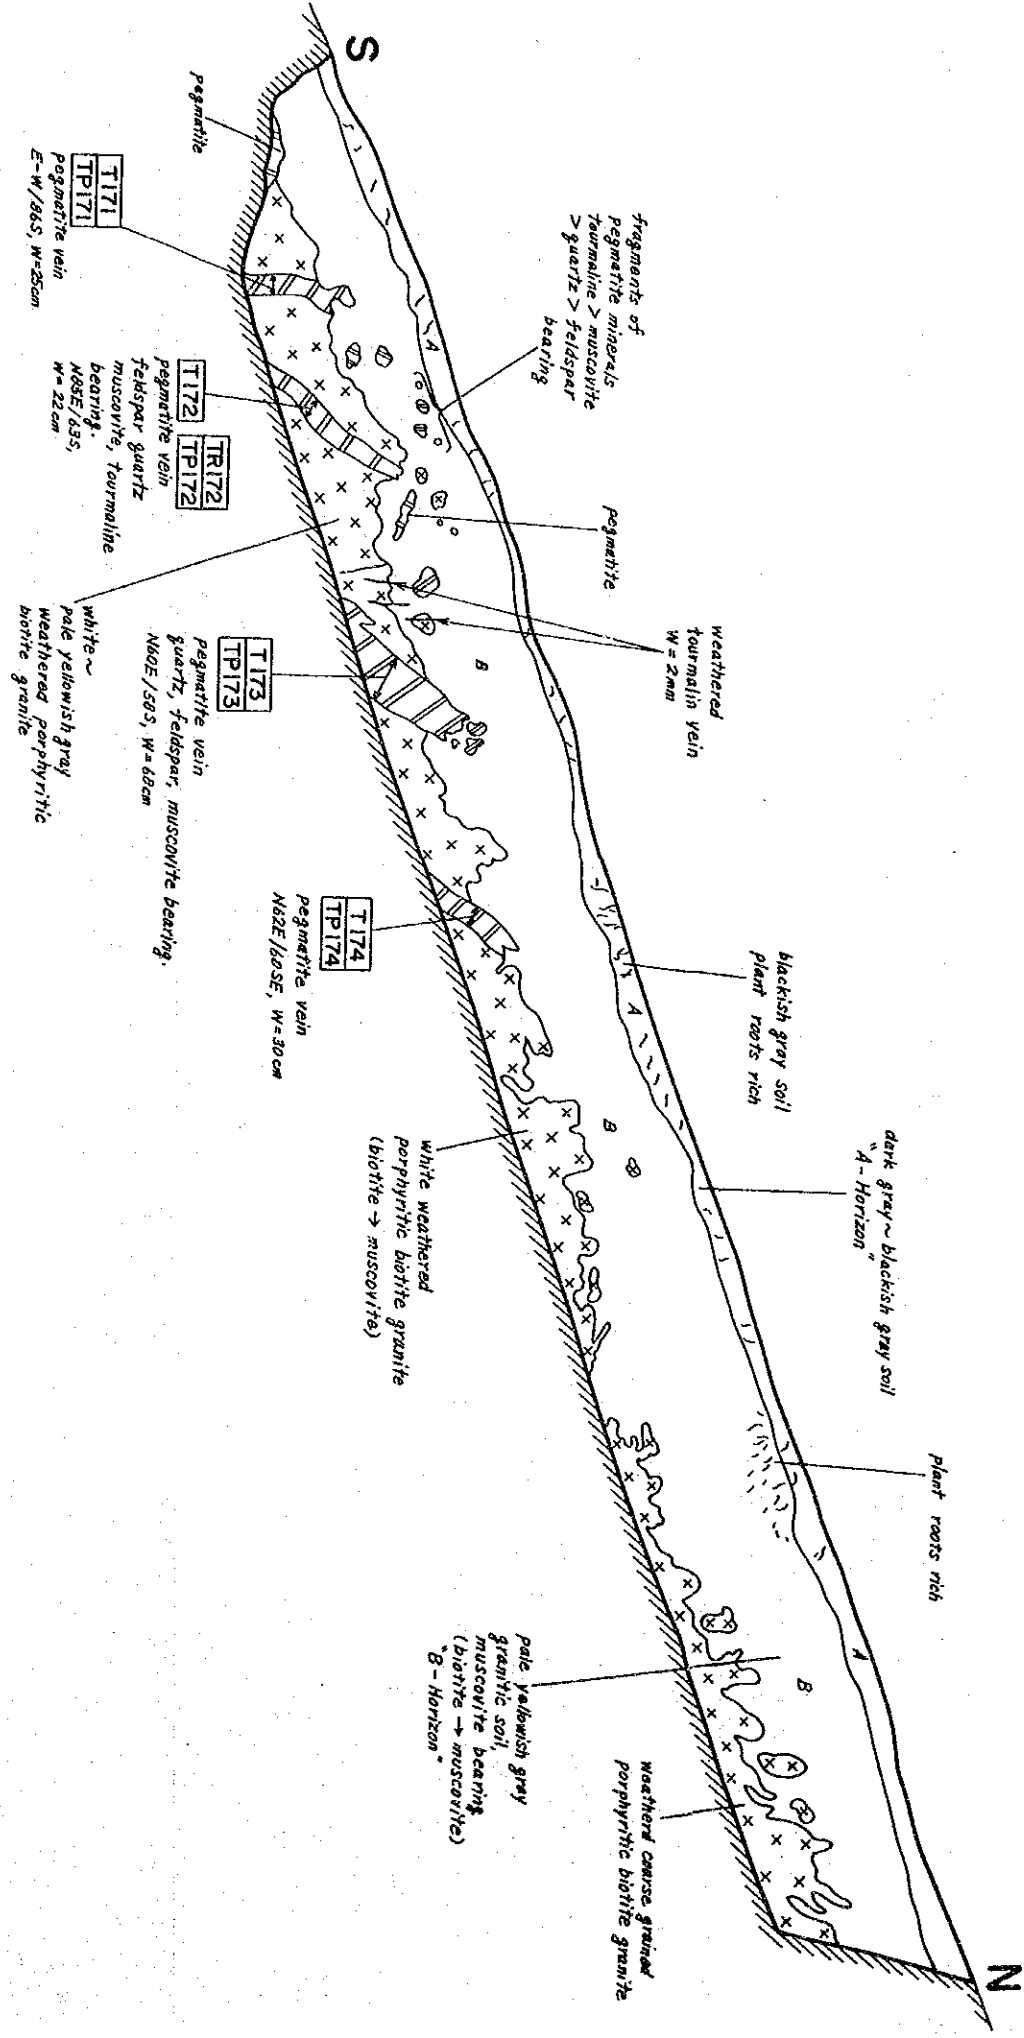 S
N
fragments of
pegmatite minerals
tourmaline > muscovite
> quartz > feldspar
bearing
pegmatite
weathered
tourmalin vein
W = 2mm
blackish gray soil
plant roots rich
dark gray ~ blackish gray soil
"A - Horizon"
plant roots rich
A
A
A
B
B
B
pegmatite
T171
TP171
pegmatite vein
E-W/86S, W=25cm
T172
TR172
TP172
pegmatite vein
feldspar quartz
muscovite, tourmaline
bearing.
N85E/63S,
W = 22cm
white ~
pale yellowish gray
weathered porphyritic
biotite granite
T173
TP173
pegmatite vein
quartz, feldspar, muscovite bearing.
N60E/50S, W=68cm
T174
TP174
pegmatite vein
N62E/60SE, W=30cm
white weathered
porphyritic biotite granite
(biotite → muscovite)
pale yellowish gray
granitic soil,
muscovite bearing
(biotite → muscovite)
"B - Horizon"
weatherd coarse grained
porphyritic biotite granite